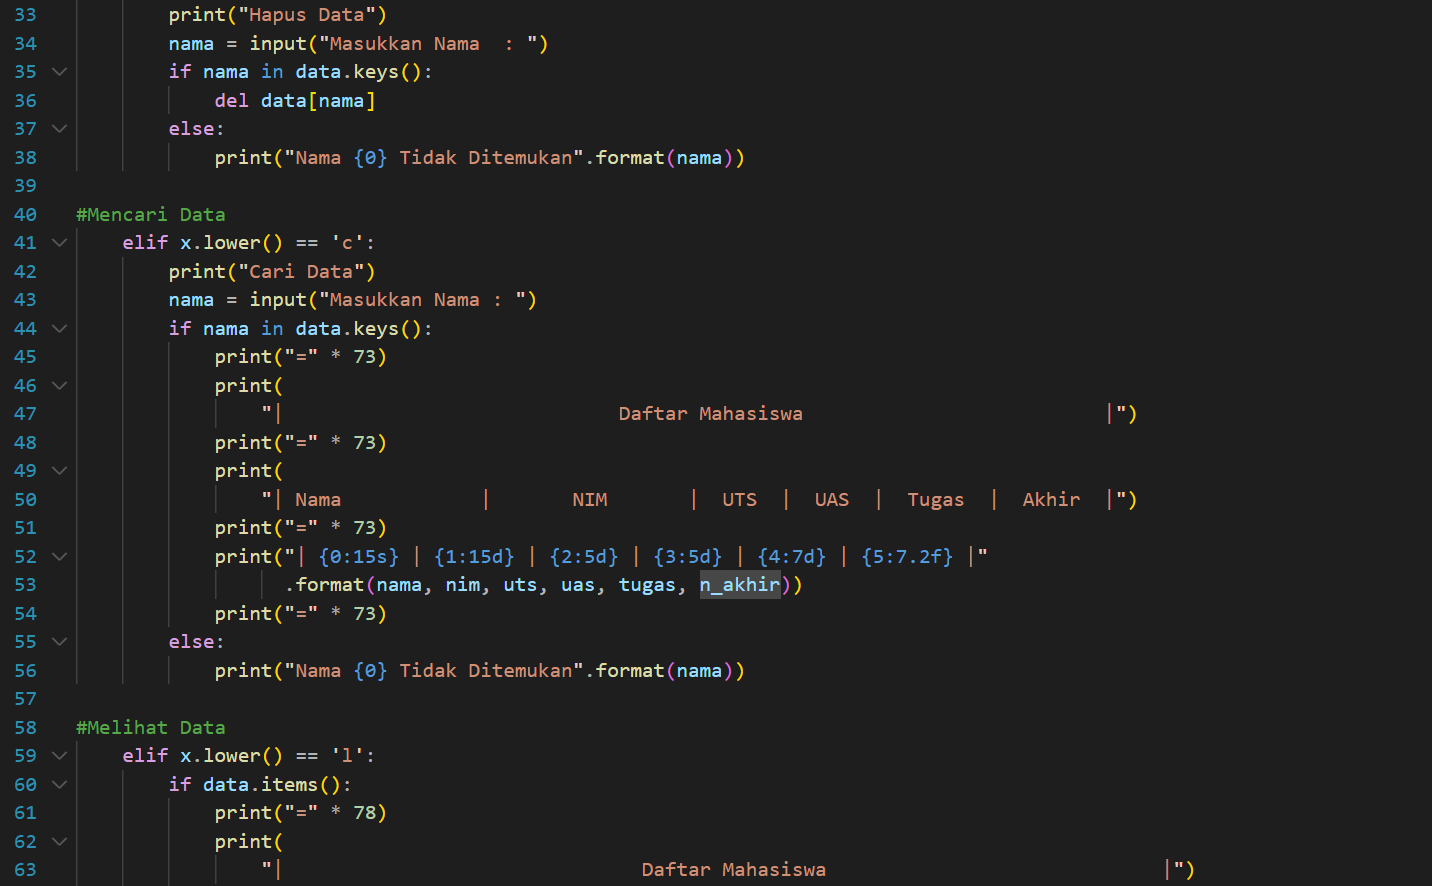 33 print("Hapus Data")
34 nama = input("Masukkan Nama  : ")
35 if nama in data.keys():
36 del data[nama]
37 else:
38 print("Nama {0} Tidak Ditemukan".format(nama))
39
40 #Mencari Data
41 elif x.lower() == 'c':
42 print("Cari Data")
43 nama = input("Masukkan Nama : ")
44 if nama in data.keys():
45 print("=" * 73)
46 print(
47 "|                             Daftar Mahasiswa                          |")
48 print("=" * 73)
49 print(
50 "| Nama            |       NIM       |  UTS  |  UAS  |  Tugas  |  Akhir  |")
51 print("=" * 73)
52 print("| {0:15s} | {1:15d} | {2:5d} | {3:5d} | {4:7d} | {5:7.2f} |"
53 .format(nama, nim, uts, uas, tugas, n_akhir))
54 print("=" * 73)
55 else:
56 print("Nama {0} Tidak Ditemukan".format(nama))
57
58 #Melihat Data
59 elif x.lower() == 'l':
60 if data.items():
61 print("=" * 78)
62 print(
63 "|                               Daftar Mahasiswa                             |")